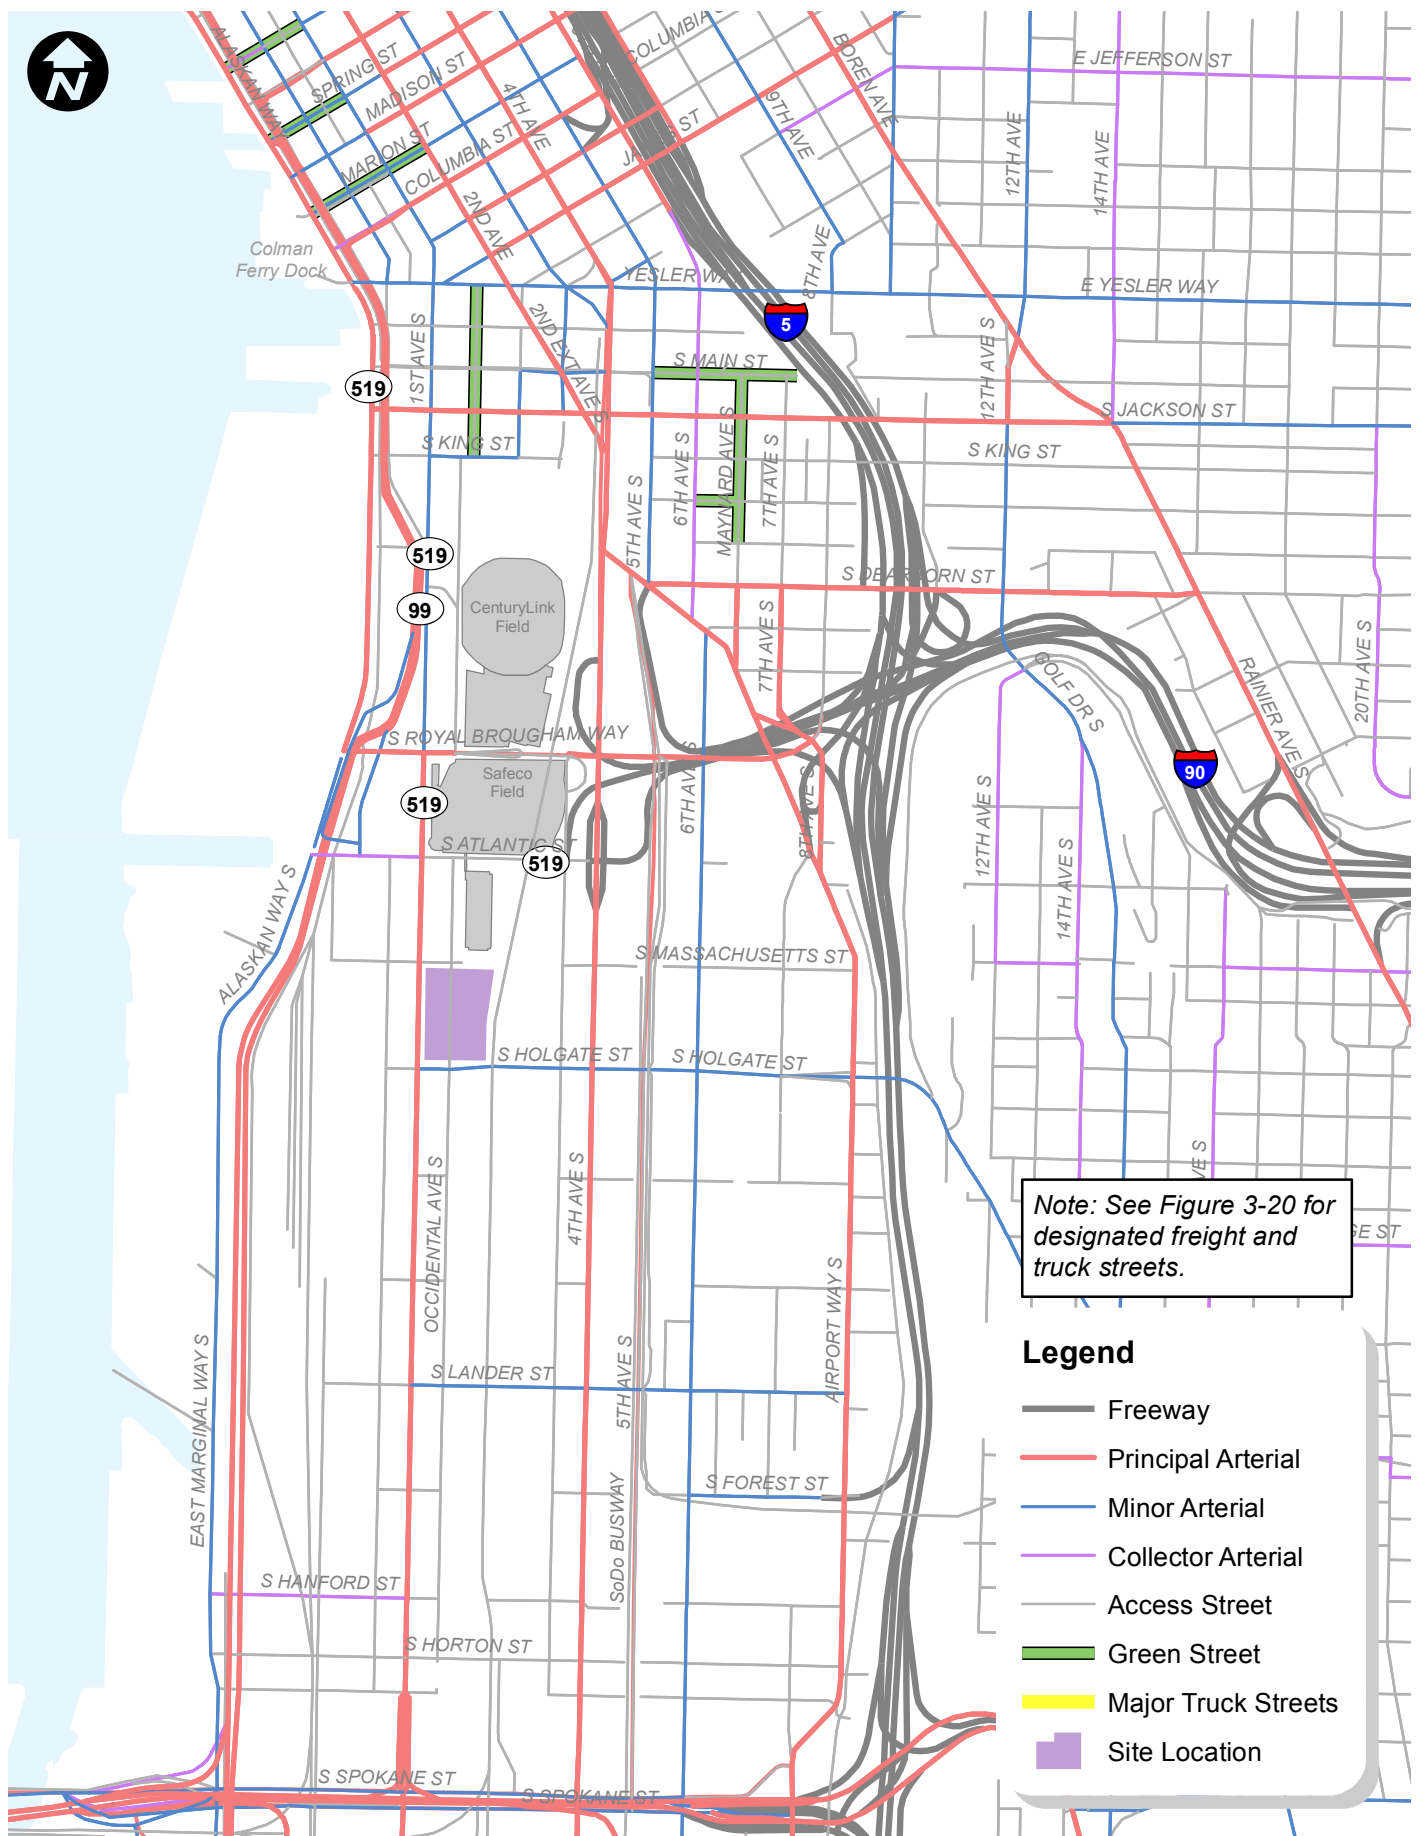 N
ALASKAN WAY
SPRING ST
MADISON ST
MARION ST
COLUMBIA ST
4TH AVE
2ND AVE
COLUMBIA
ST
9TH AVE
BOREN AVE
E JEFFERSON ST
12TH AVE
14TH AVE
8TH AVE
Colman
Ferry Dock
YESLER WAY
E YESLER WAY
5
1ST AVE S
2ND EXT AVE S
S MAIN ST
12TH AVE S
519
S JACKSON ST
S KING ST
S KING ST
6TH AVE S
MAYNARD AVE S
7TH AVE S
5TH AVE S
519
S DEARBORN ST
99
CenturyLink
Field
7TH AVE S
GOLF DR S
RAINIER AVE S
20TH AVE S
S ROYAL BROUGHAM WAY
6TH AVE S
8TH AVE S
90
Safeco
Field
519
S ATLANTIC ST
519
12TH AVE S
14TH AVE S
ALASKAN WAY S
S MASSACHUSETTS ST
S HOLGATE ST
S HOLGATE ST
OCCIDENTAL AVE S
4TH AVE S
VE S
GE ST
Note: See Figure 3-20 for
designated freight and
truck streets.
AIRPORT WAY S
EAST MARGINAL WAY S
S LANDER ST
5TH AVE S
SoDo BUSWAY
S FOREST ST
S HANFORD ST
S HORTON ST
S SPOKANE ST
S SPOKANE ST
Legend
Freeway
Principal Arterial
Minor Arterial
Collector Arterial
Access Street
Green Street
Major Truck Streets
Site Location